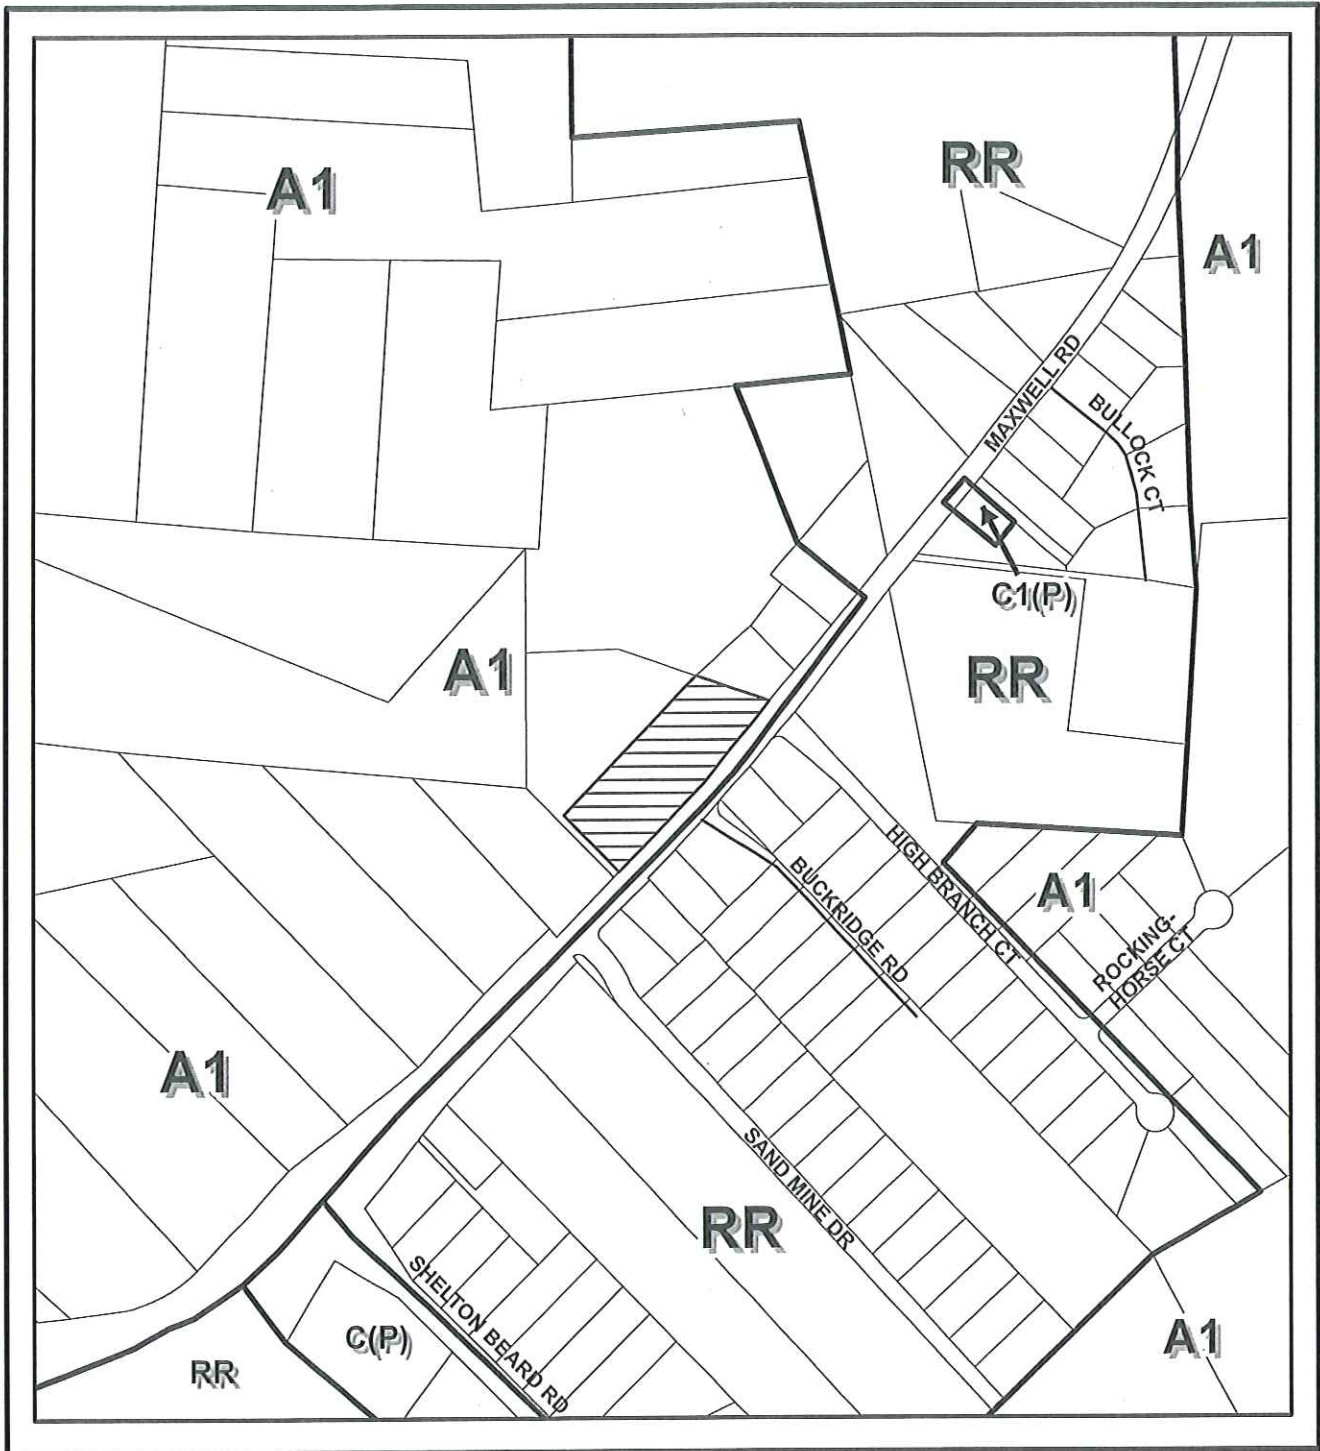 A1
RR
A1
MAXWELL RD
BULLOCK CT
C1(P)
A1
RR
HIGH BRANCH CT
BUCKRIDGE RD
A1
ROCKING-
HORSE CT
A1
SAND MINE DR
RR
SHELTON BEARD RD
C(P)
A1
RR